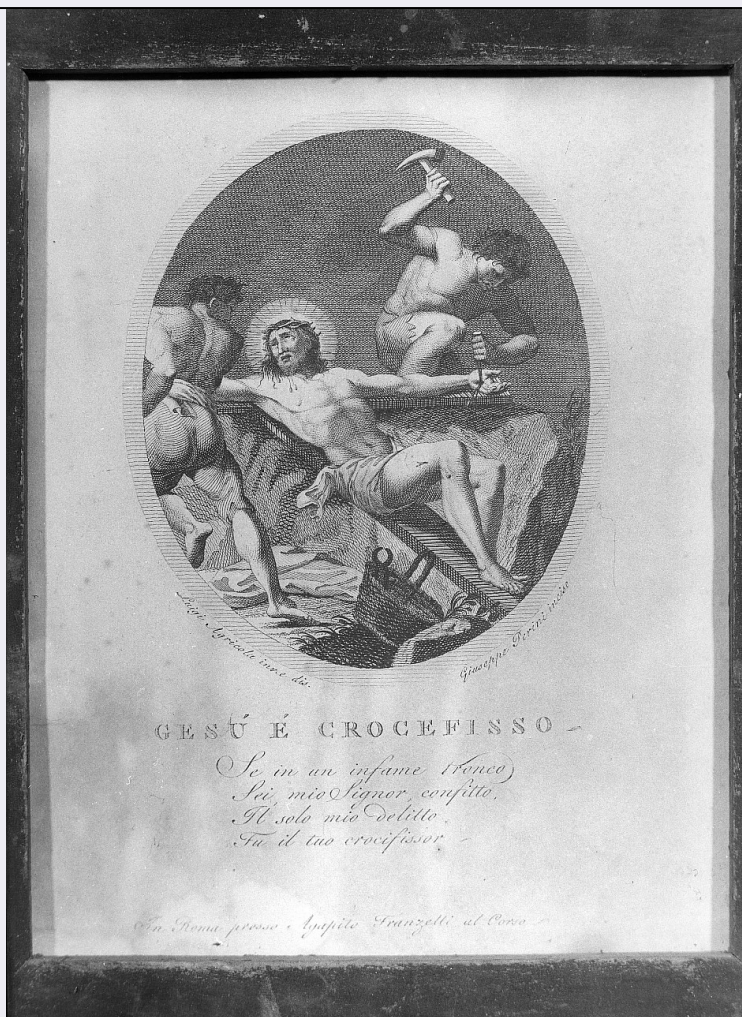 Luigi Agricola inv. e dis.
Giuseppe Perini incise
GESÚ É CROCEFISSO
Se in un infame tronco
Sei, mio Signor, confitto,
Il solo mio delitto
Fu il tuo crocifissor
In Roma presso Agapito Franzetti al Corso